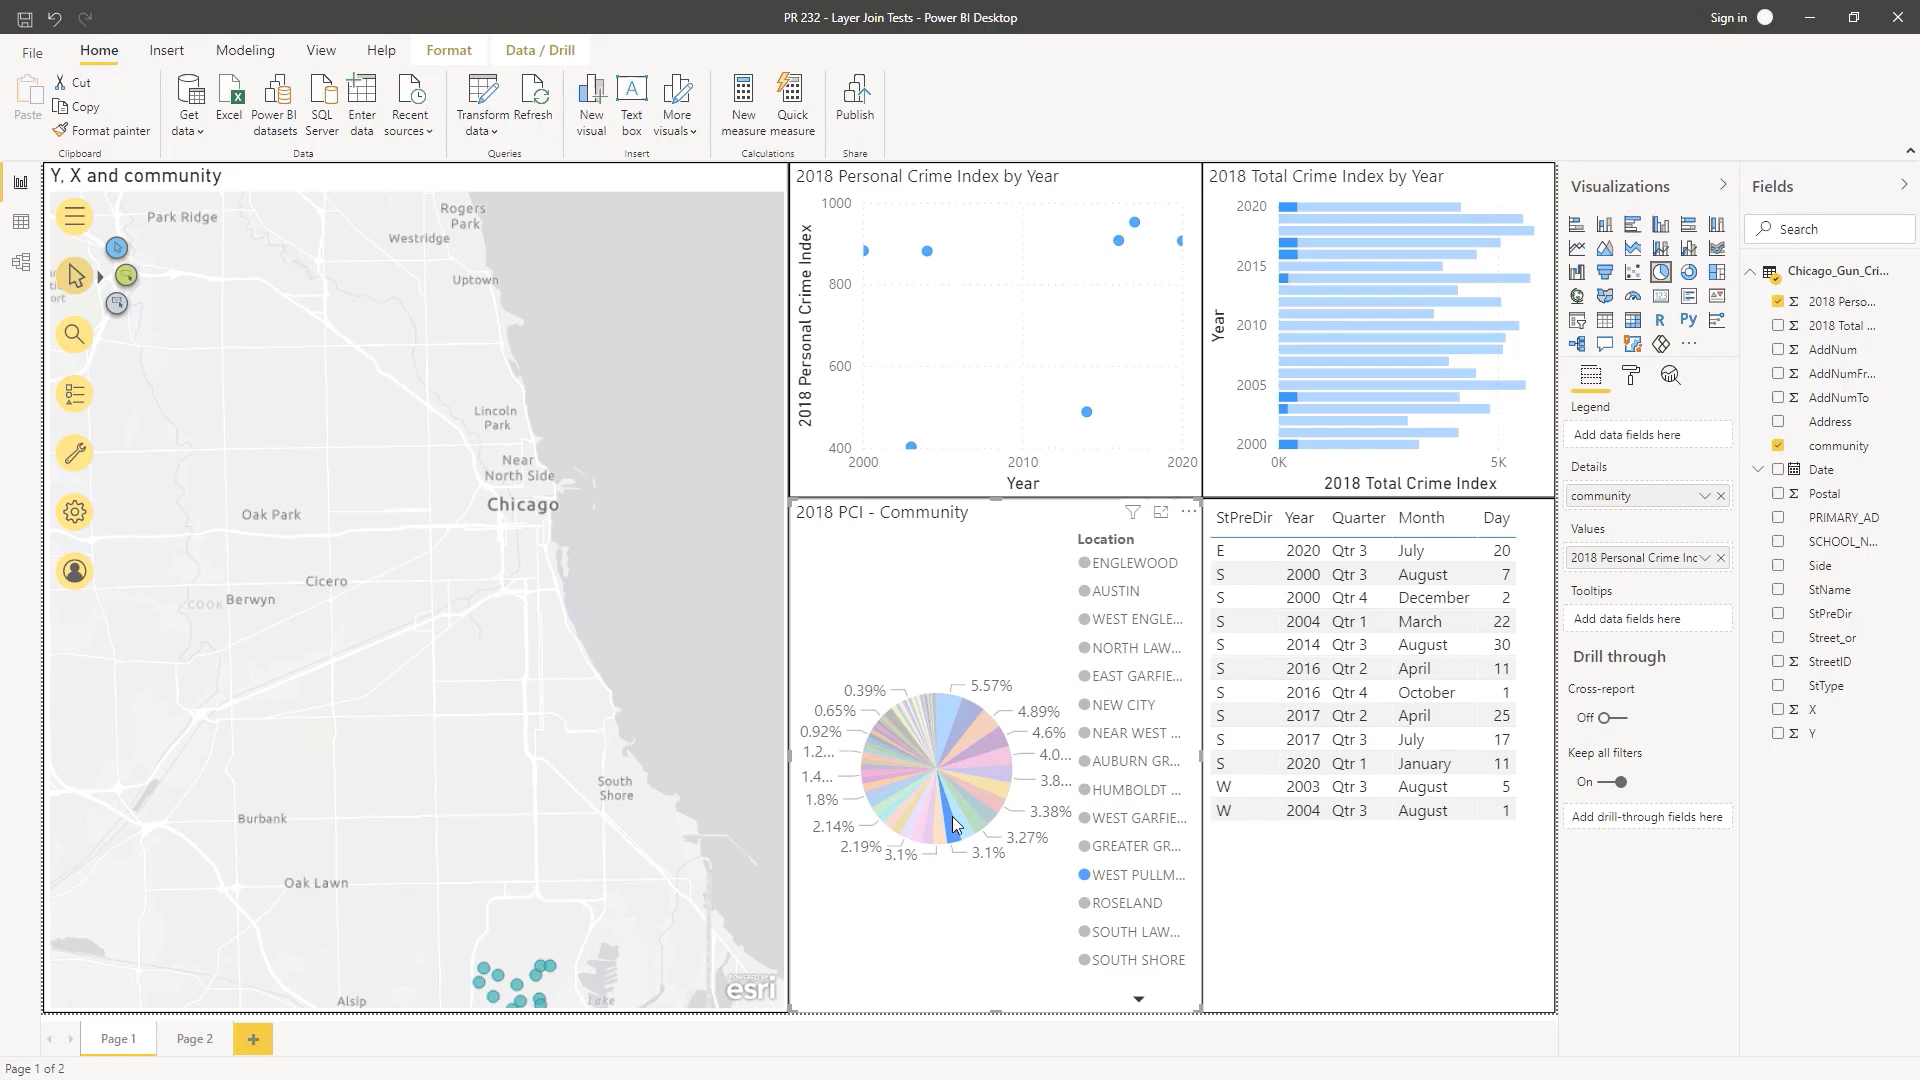 PR 232 - Layer Join Tests - Power BI Desktop
Sign in
File
Home
Insert
Modeling
View
Help
Format
Data / Drill
Paste
Cut
Copy
Format painter
Clipboard
Get data
Excel
Power BI datasets
SQL Server
Enter data
Recent sources
Data
Transform data
Refresh
Queries
New visual
Text box
More visuals
Insert
New measure
Quick measure
Calculations
Publish
Share
Y, X and community
Park Ridge
Rogers Park
Westridge
Uptown
Lincoln Park
Near North Side
Chicago
Oak Park
Cicero
COOK
Berwyn
South Shore
Burbank
Oak Lawn
Alsip
Lake
POWERED BY
esri
2018 Personal Crime Index by Year
1000
800
600
400
2000
2010
2020
2018 Personal Crime Index
Year
2018 Total Crime Index by Year
2020
2015
2010
2005
2000
0K
5K
Year
2018 Total Crime Index
2018 PCI - Community
0.39%
0.65%
0.92%
1.2...
1.4...
1.8%
2.14%
2.19%
3.1%
5.57%
4.89%
4.6%
4.0...
3.8...
3.38%
3.27%
3.1%
Location
ENGLEWOOD
AUSTIN
WEST ENGLE...
NORTH LAW...
EAST GARFIE...
NEW CITY
NEAR WEST ...
AUBURN GR...
HUMBOLDT ...
WEST GARFIE...
GREATER GR...
WEST PULLM...
ROSELAND
SOUTH LAW...
SOUTH SHORE
StPreDir Year Quarter Month Day
E 2020 Qtr 3 July 20
S 2000 Qtr 3 August 7
S 2000 Qtr 4 December 2
S 2004 Qtr 1 March 22
S 2014 Qtr 3 August 30
S 2016 Qtr 2 April 11
S 2016 Qtr 4 October 1
S 2017 Qtr 2 April 25
S 2017 Qtr 3 July 17
S 2020 Qtr 1 January 11
W 2003 Qtr 3 August 5
W 2004 Qtr 3 August 1
Visualizations
R
Py
Legend
Add data fields here
Details
community
Values
2018 Personal Crime Inc
Tooltips
Add data fields here
Drill through
Cross-report
Off
Keep all filters
On
Add drill-through fields here
Fields
Search
Chicago_Gun_Cri...
2018 Perso...
2018 Total ...
AddNum
AddNumFr...
AddNumTo
Address
community
Date
Postal
PRIMARY_AD
SCHOOL_N...
Side
StName
StPreDir
Street_or
StreetID
StType
X
Y
Page 1
Page 2
Page 1 of 2